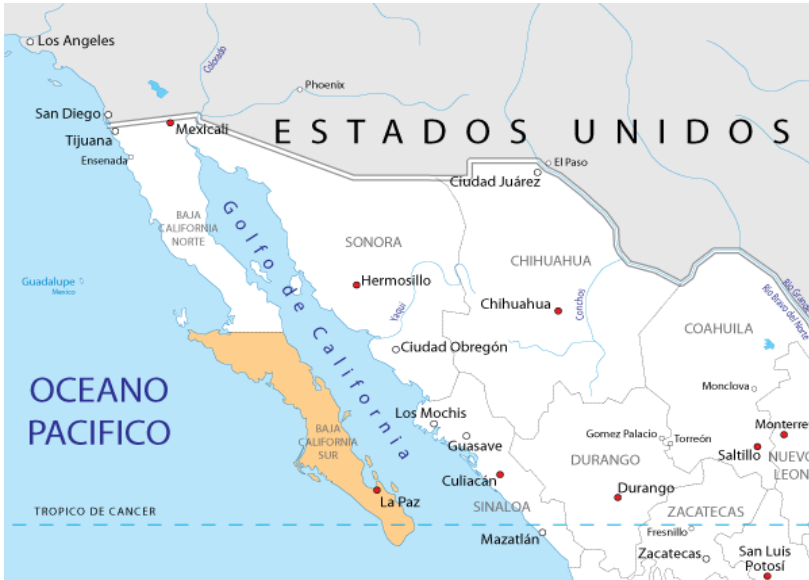 Los Angeles
Colorado
Phoenix
San Diego
Tijuana
Mexicali
ESTADOS UNIDOS
Ensenada
El Paso
Ciudad Juárez
BAJA
CALIFORNIA
NORTE
Golfo de California
SONORA
CHIHUAHUA
Guadalupe
Mexico
Hermosillo
Yaqui
Chihuahua
Conchos
Río Grande
Río Bravo del Norte
COAHUILA
Ciudad Obregón
OCEANO
PACIFICO
Monclova
Los Mochis
BAJA
CALIFORNIA
SUR
Guasave
Gomez Palacio
Torreón
Monterre
Saltillo
NUEVO
LEON
DURANGO
Culiacán
La Paz
SINALOA
Durango
TROPICO DE CANCER
ZACATECAS
Fresnillo
Mazatlán
Zacatecas
San Luis
Potosí